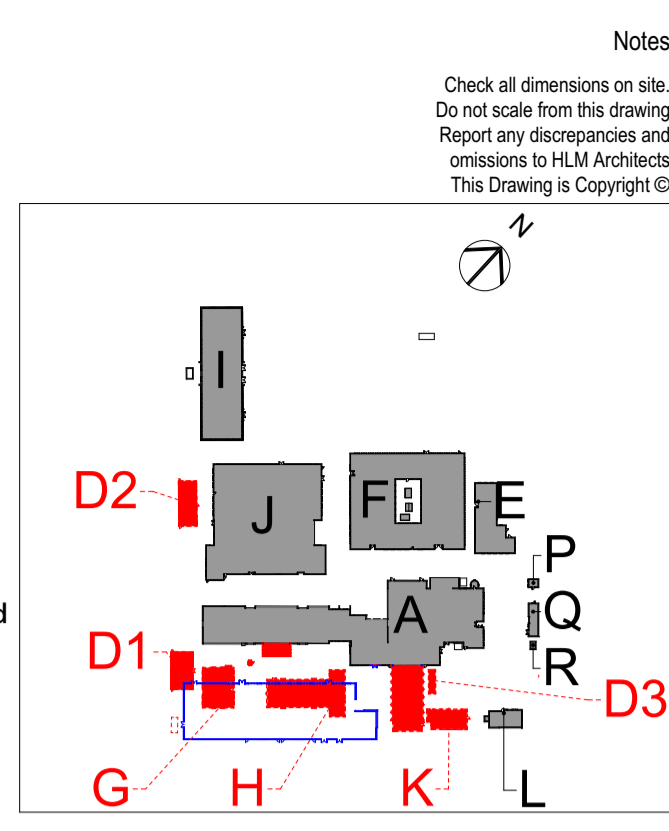 Notes
Check all dimensions on site.
Do not scale from this drawing
Report any discrepancies and
omissions to HLM Architects
This Drawing is Copyright ©
N
I
D2
J
F
E
P
d
A
Q
D1
R
D3
G
H
K
L